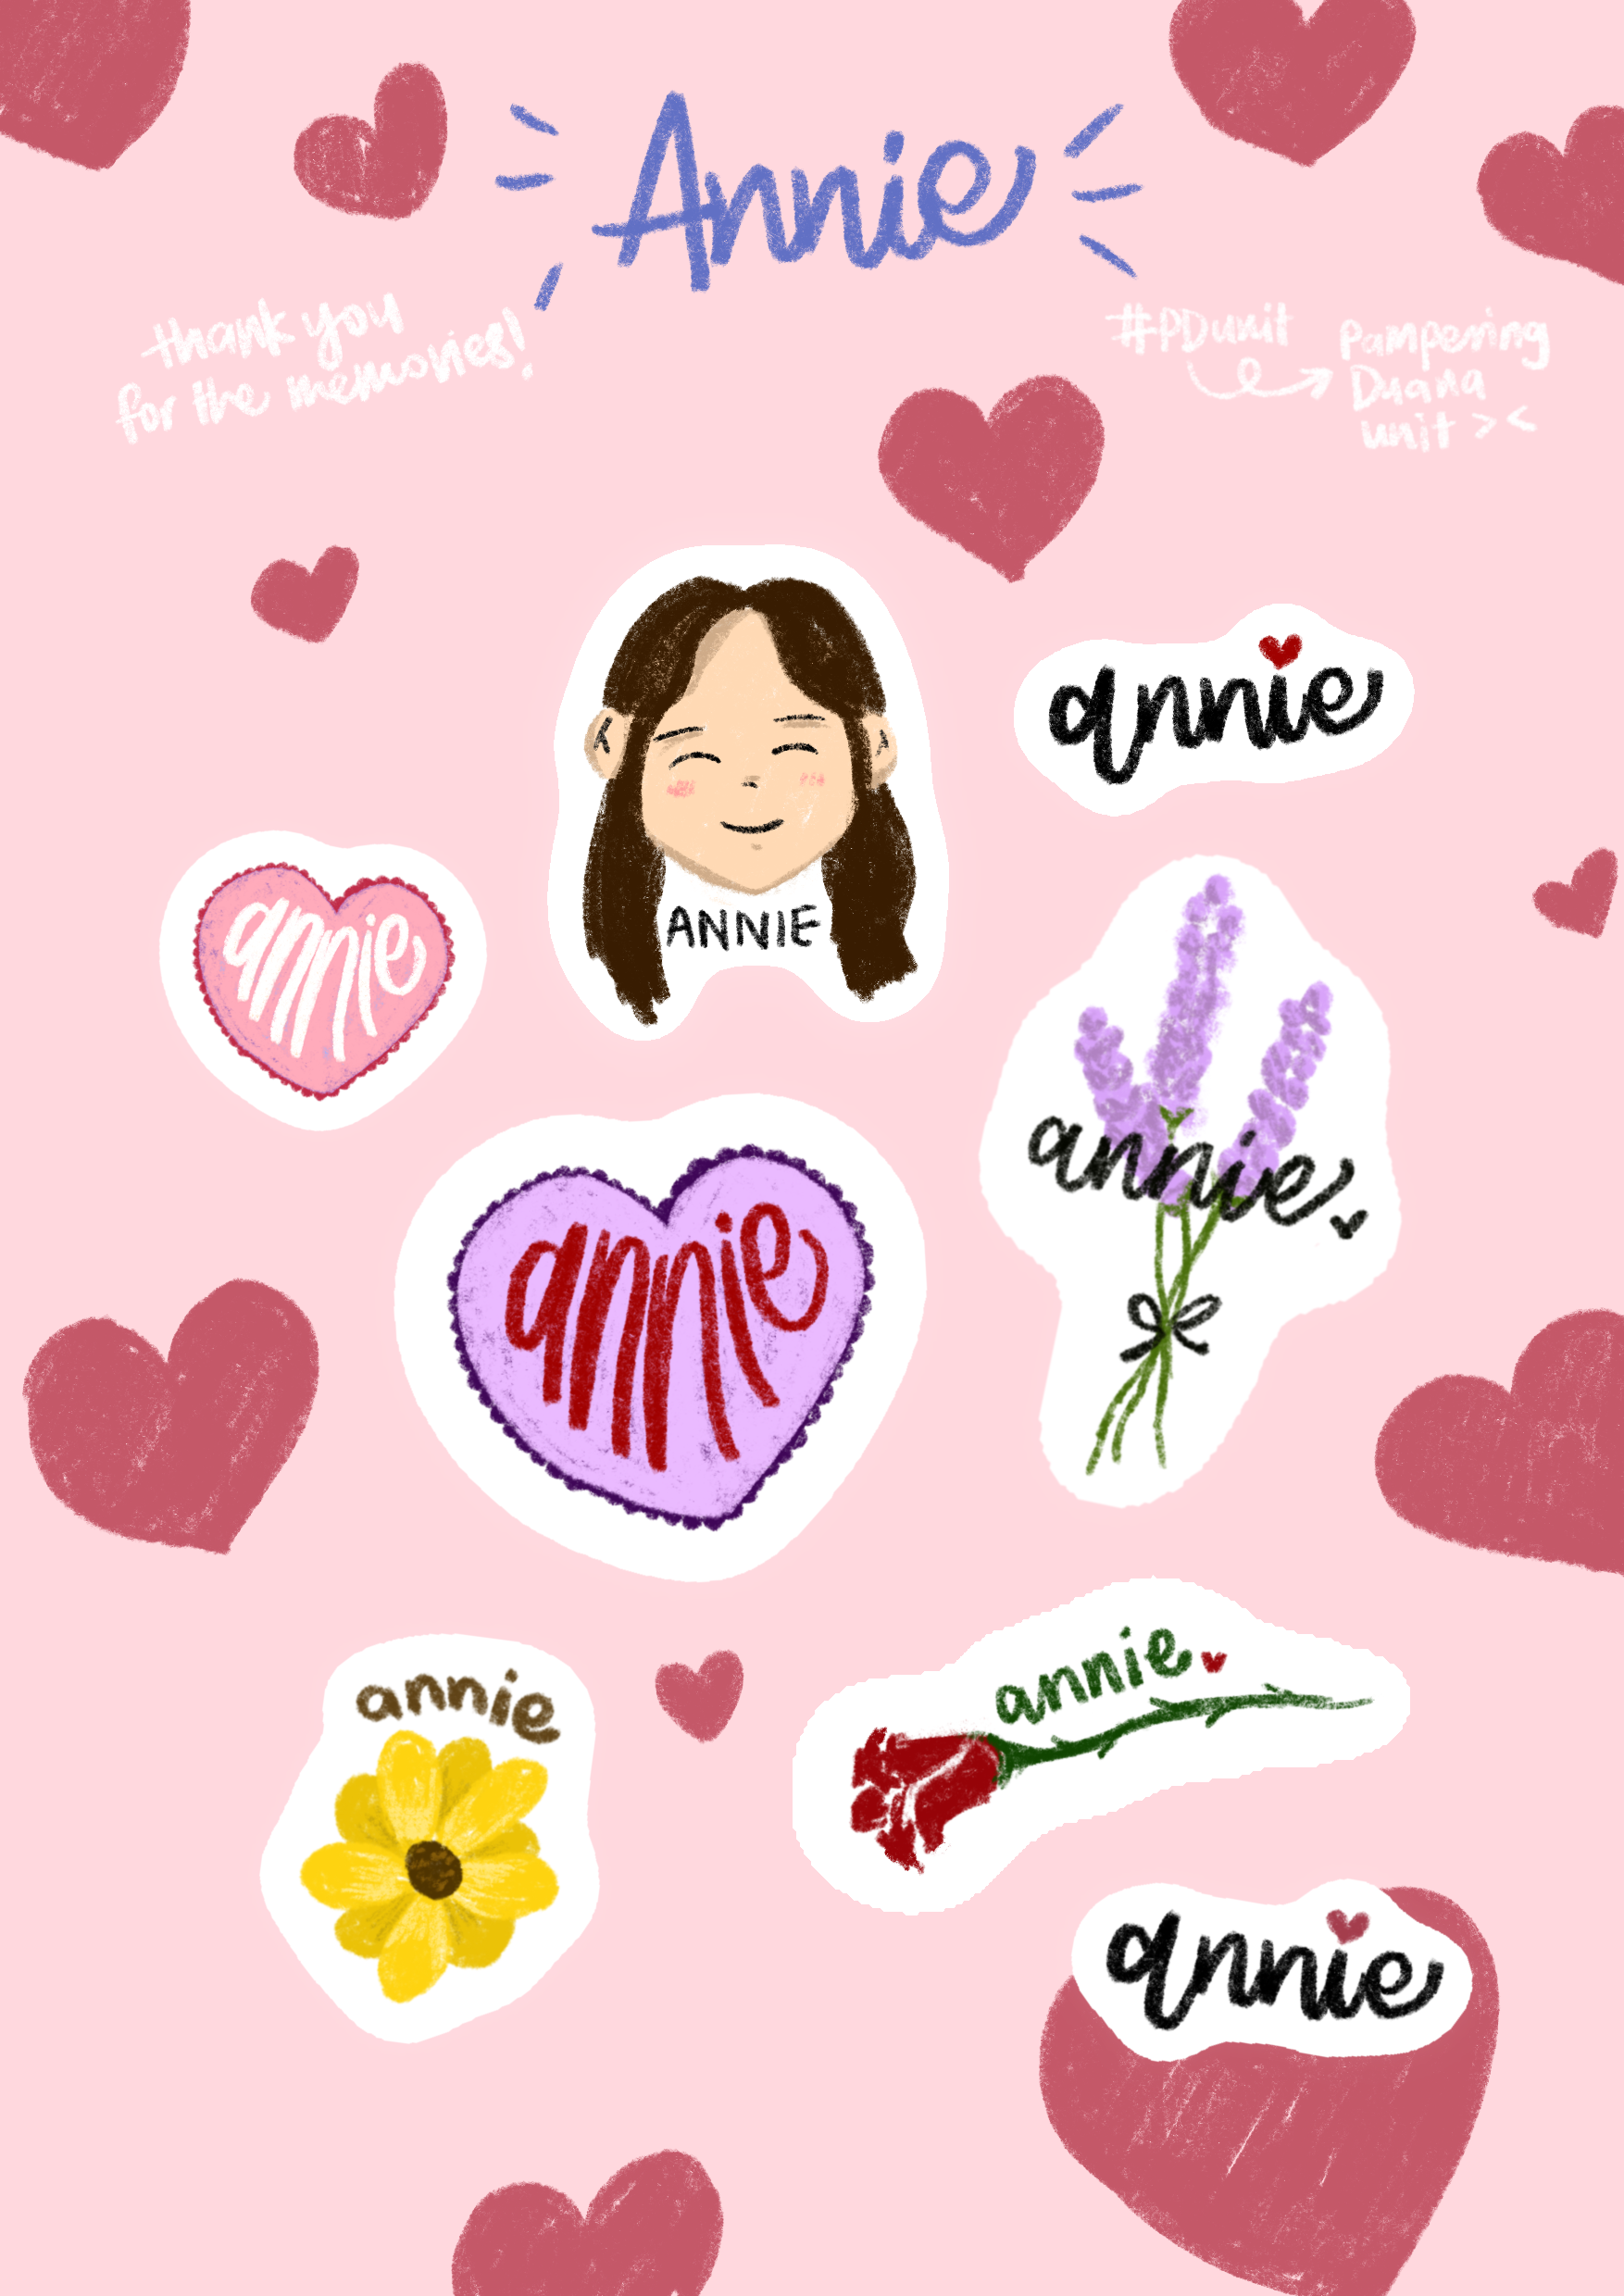 Annie
thank you
for the memories!
#PDunit
Pampering
Duana
unit > <
annie
ANNIE
annie
annie
annie
annie
annie
annie